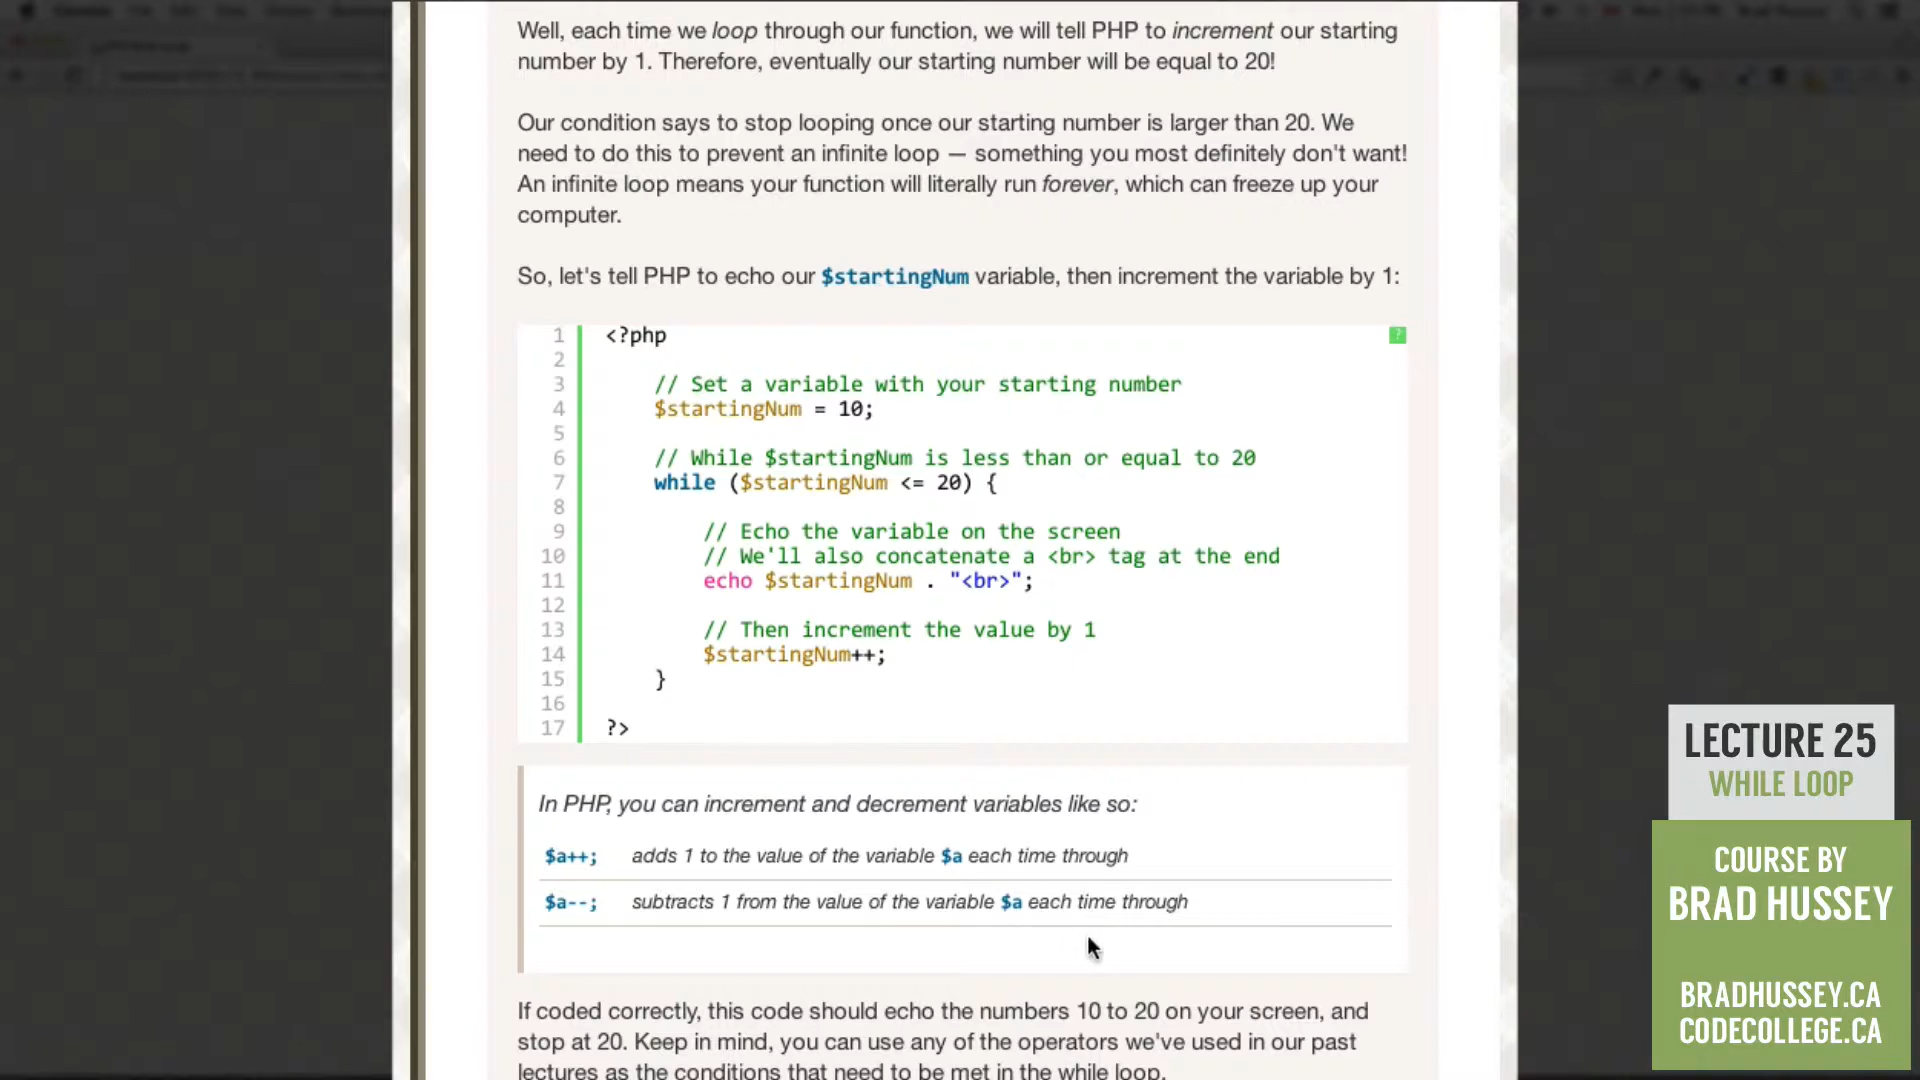 Well, each time we loop through our function, we will tell PHP to increment our starting
number by 1. Therefore, eventually our starting number will be equal to 20!
Our condition says to stop looping once our starting number is larger than 20. We
need to do this to prevent an infinite loop — something you most definitely don't want!
An infinite loop means your function will literally run forever, which can freeze up your
computer.
So, let's tell PHP to echo our $startingNum variable, then increment the variable by 1:
1 <?php
?
2
3 // Set a variable with your starting number
4 $startingNum = 10;
5
6 // While $startingNum is less than or equal to 20
7 while ($startingNum <= 20) {
8
9 // Echo the variable on the screen
10 // We'll also concatenate a <br> tag at the end
11 echo $startingNum . "<br>";
12
13 // Then increment the value by 1
14 $startingNum++;
15 }
16
17 ?>
In PHP, you can increment and decrement variables like so:
$a++; adds 1 to the value of the variable $a each time through
$a--; subtracts 1 from the value of the variable $a each time through
If coded correctly, this code should echo the numbers 10 to 20 on your screen, and
stop at 20. Keep in mind, you can use any of the operators we've used in our past
lectures as the conditions that need to be met in the while loop.
LECTURE 25
WHILE LOOP
COURSE BY
BRAD HUSSEY
BRADHUSSEY.CA
CODECOLLEGE.CA